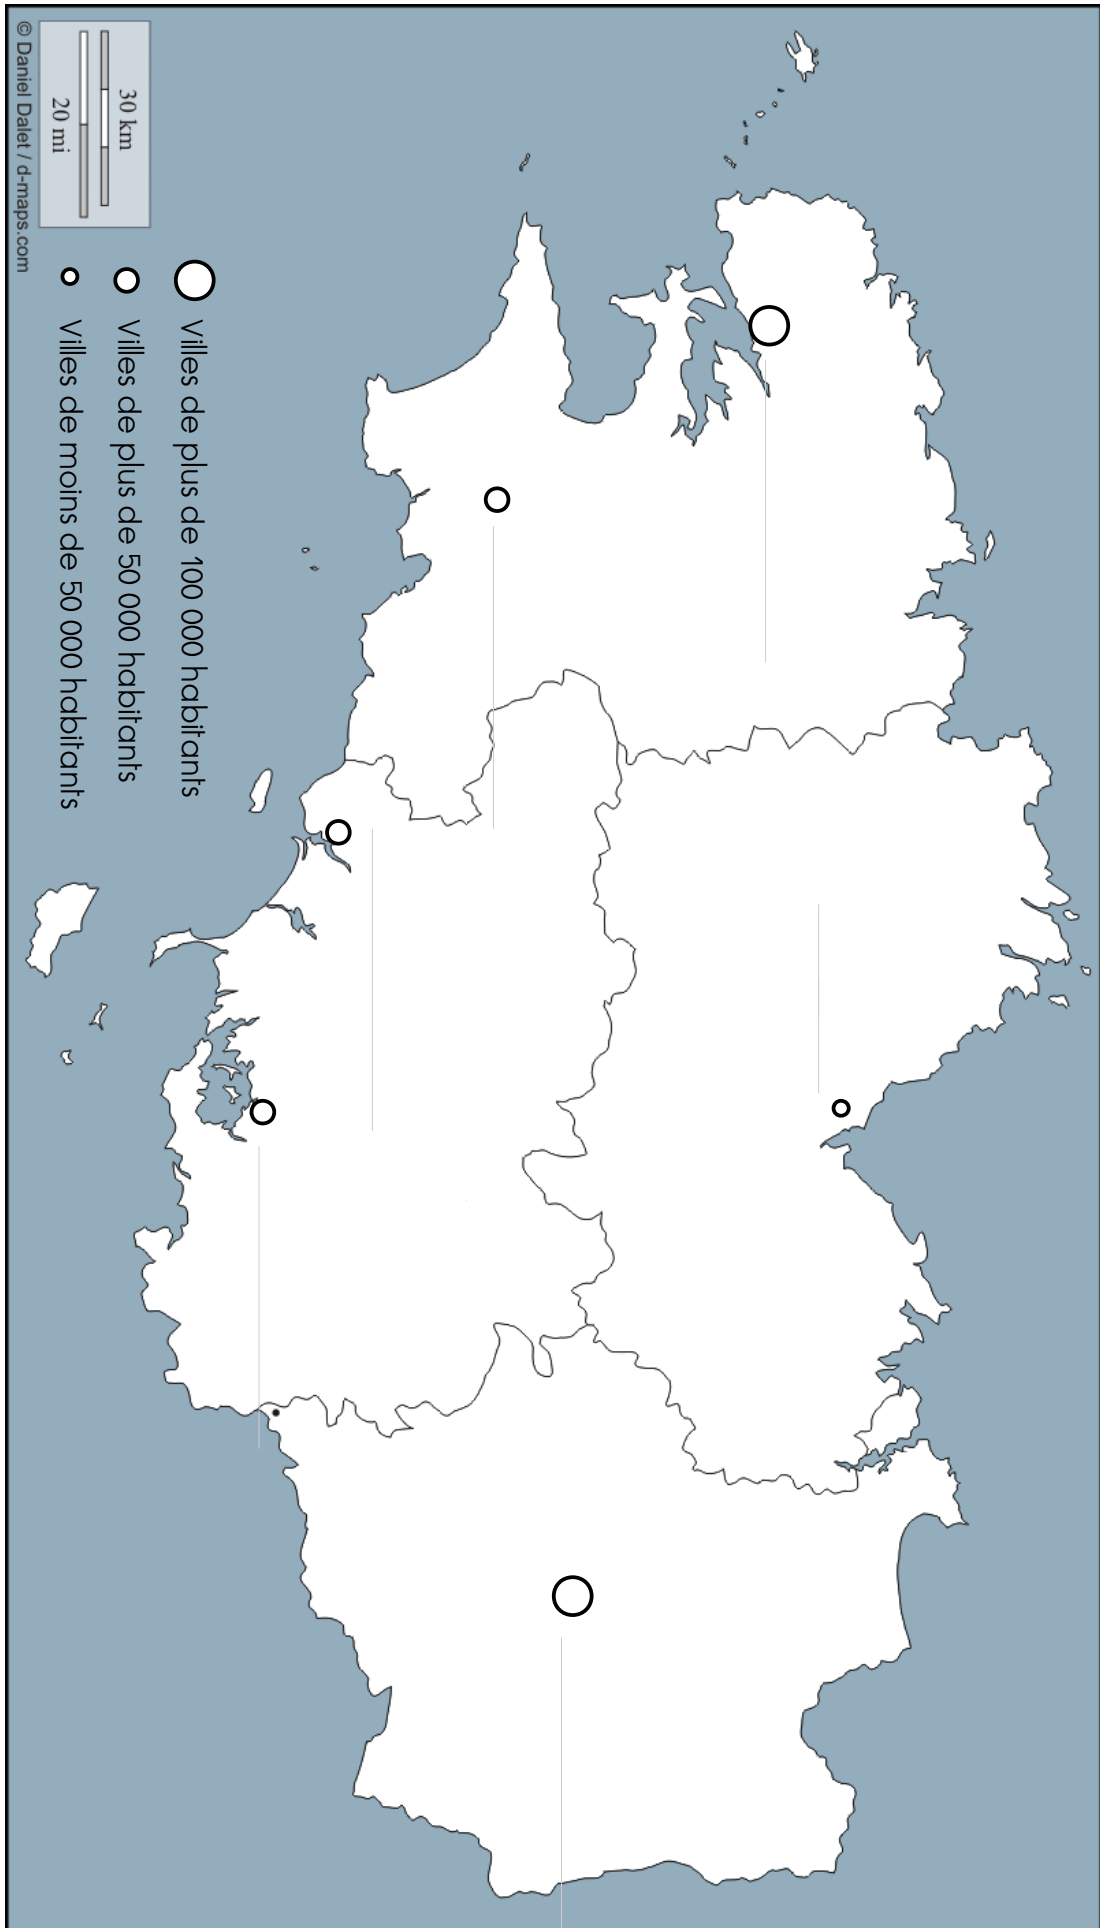 Villes de plus de 100 000 habitants
Villes de plus de 50 000 habitants
Villes de moins de 50 000 habitants
30 km
20 mi
© Daniel Dalet / d-maps.com